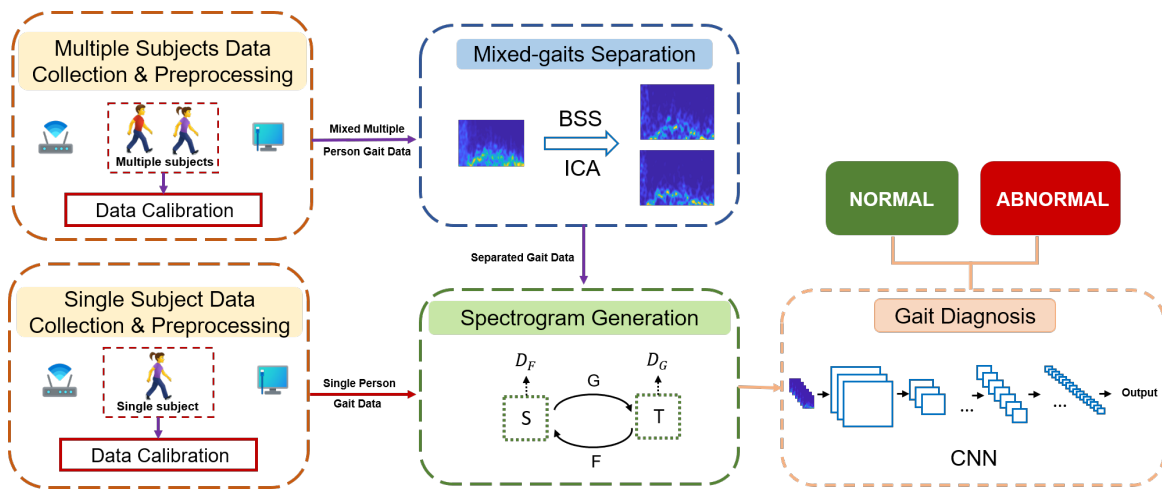 Multiple Subjects Data
Collection & Preprocessing
Multiple subjects
Data Calibration
Mixed Multiple
Person Gait Data
Mixed-gaits Separation
BSS
ICA
Separated Gait Data
Single Subject Data
Collection & Preprocessing
Single subject
Data Calibration
Single Person
Gait Data
Spectrogram Generation
D_F
D_G
G
S
T
F
NORMAL
ABNORMAL
Gait Diagnosis
...
...
Output
CNN